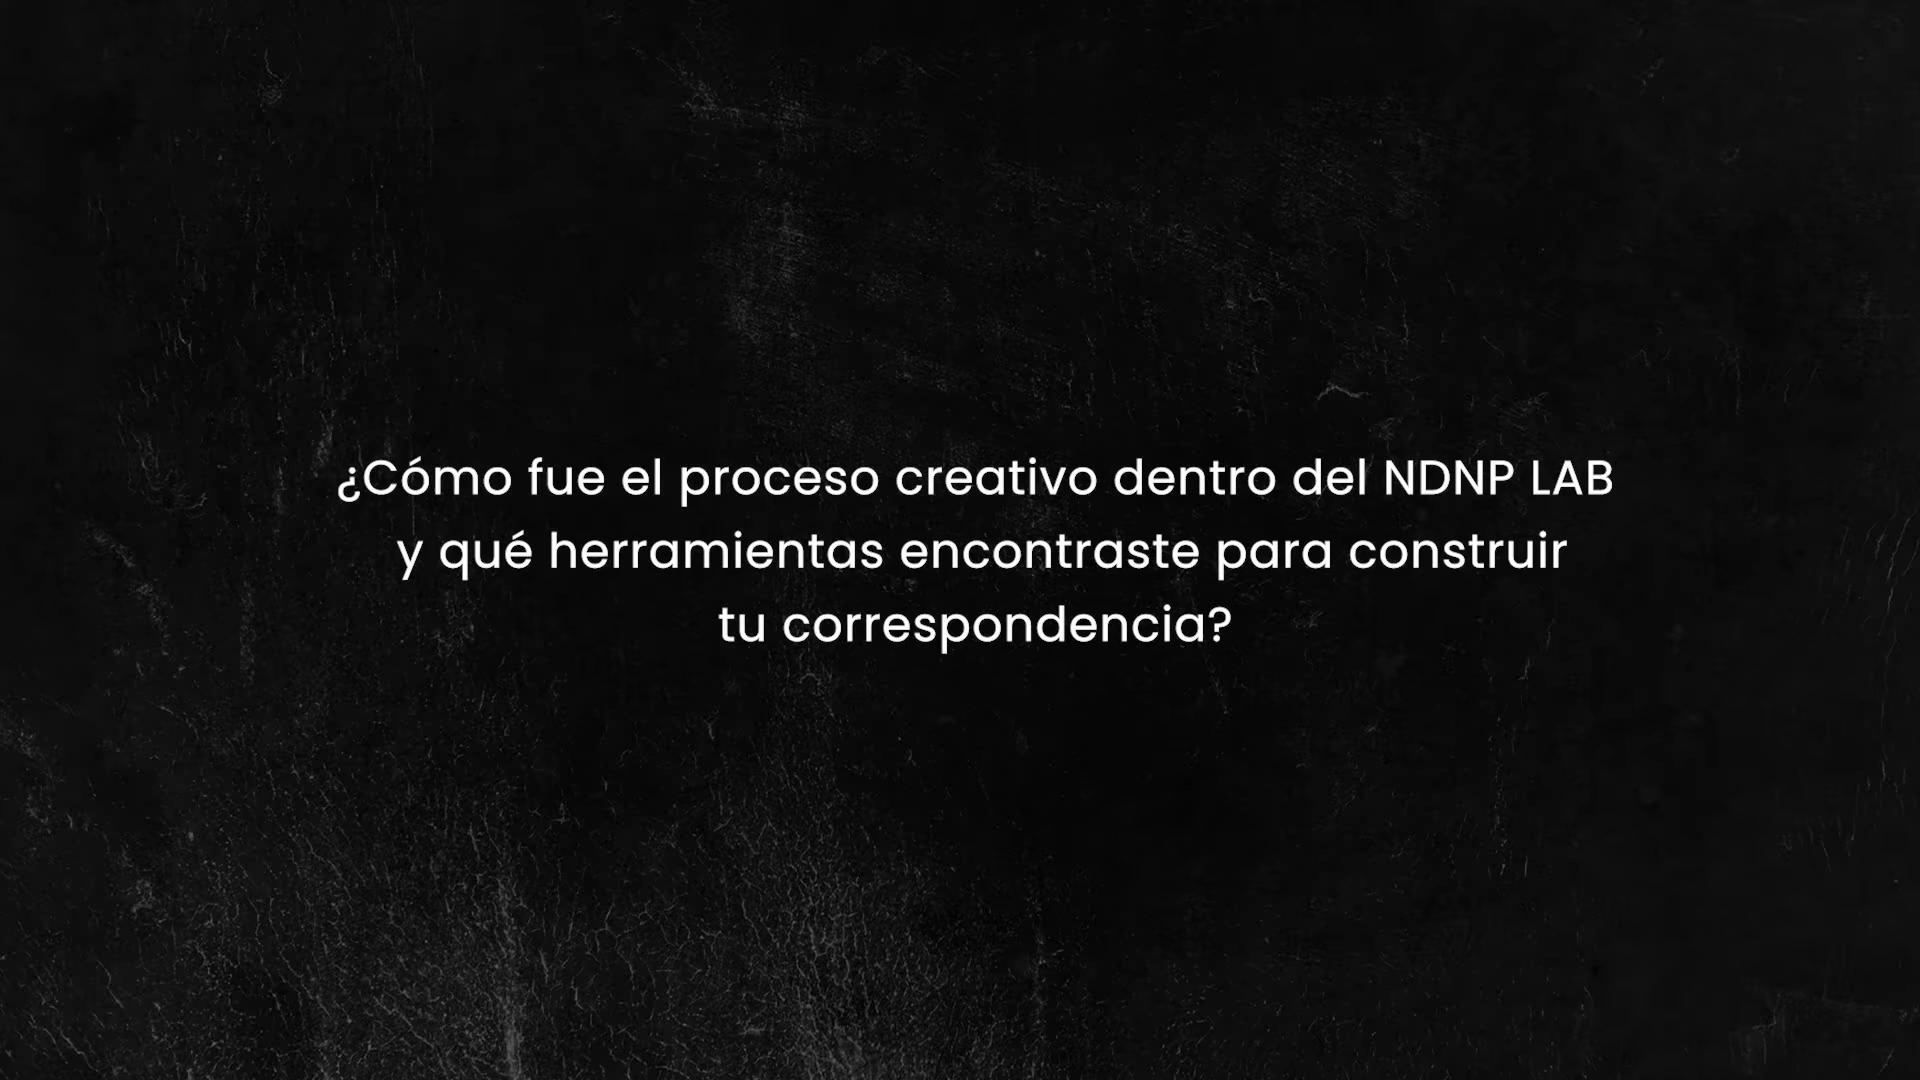 ¿Cómo fue el proceso creativo dentro del NDNP LAB
y qué herramientas encontraste para construir
tu correspondencia?